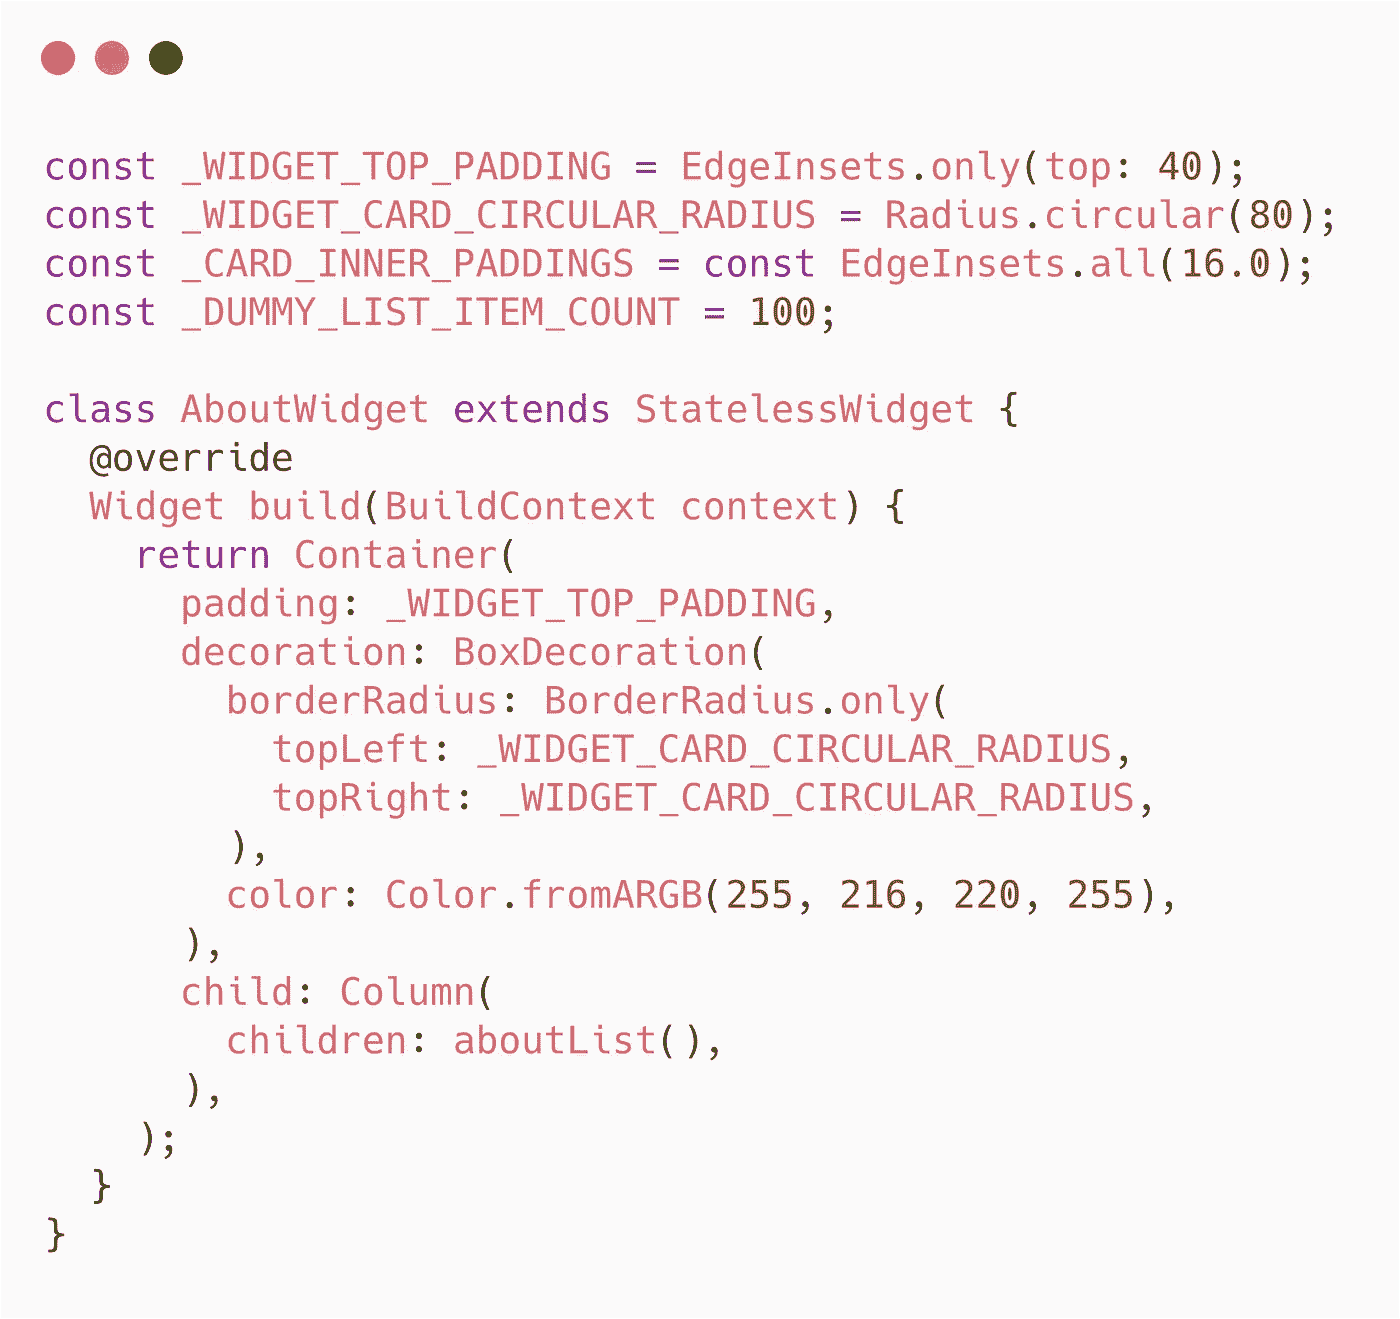 const _WIDGET_TOP_PADDING = EdgeInsets.only(top: 40);
const _WIDGET_CARD_CIRCULAR_RADIUS = Radius.circular(80);
const _CARD_INNER_PADDINGS = const EdgeInsets.all(16.0);
const _DUMMY_LIST_ITEM_COUNT = 100;

class AboutWidget extends StatelessWidget {
  @override
  Widget build(BuildContext context) {
    return Container(
      padding: _WIDGET_TOP_PADDING,
      decoration: BoxDecoration(
        borderRadius: BorderRadius.only(
          topLeft: _WIDGET_CARD_CIRCULAR_RADIUS,
          topRight: _WIDGET_CARD_CIRCULAR_RADIUS,
        ),
        color: Color.fromARGB(255, 216, 220, 255),
      ),
      child: Column(
        children: aboutList(),
      ),
    );
  }
}